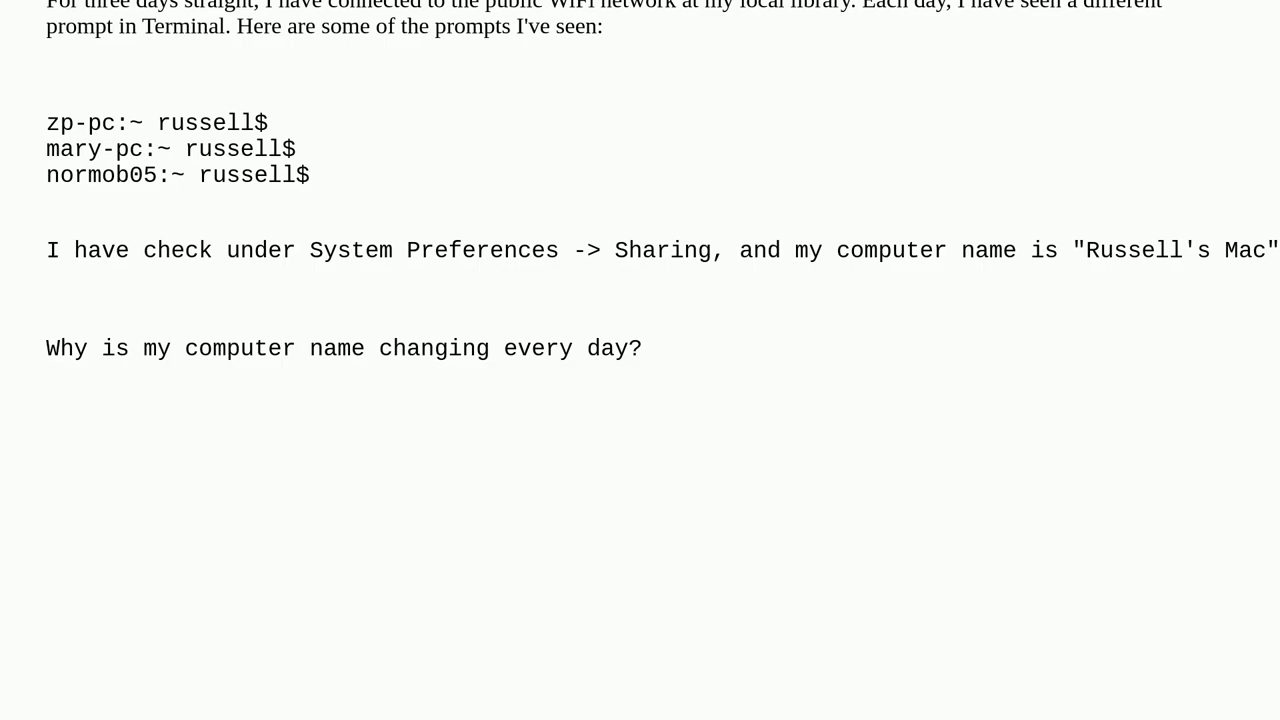 For three days straight, I have connected to the public WiFi network at my local library. Each day, I have seen a different
prompt in Terminal. Here are some of the prompts I've seen:
zp-pc:~ russell$
mary-pc:~ russell$
normob05:~ russell$
I have check under System Preferences -> Sharing, and my computer name is "Russell's Mac"
Why is my computer name changing every day?